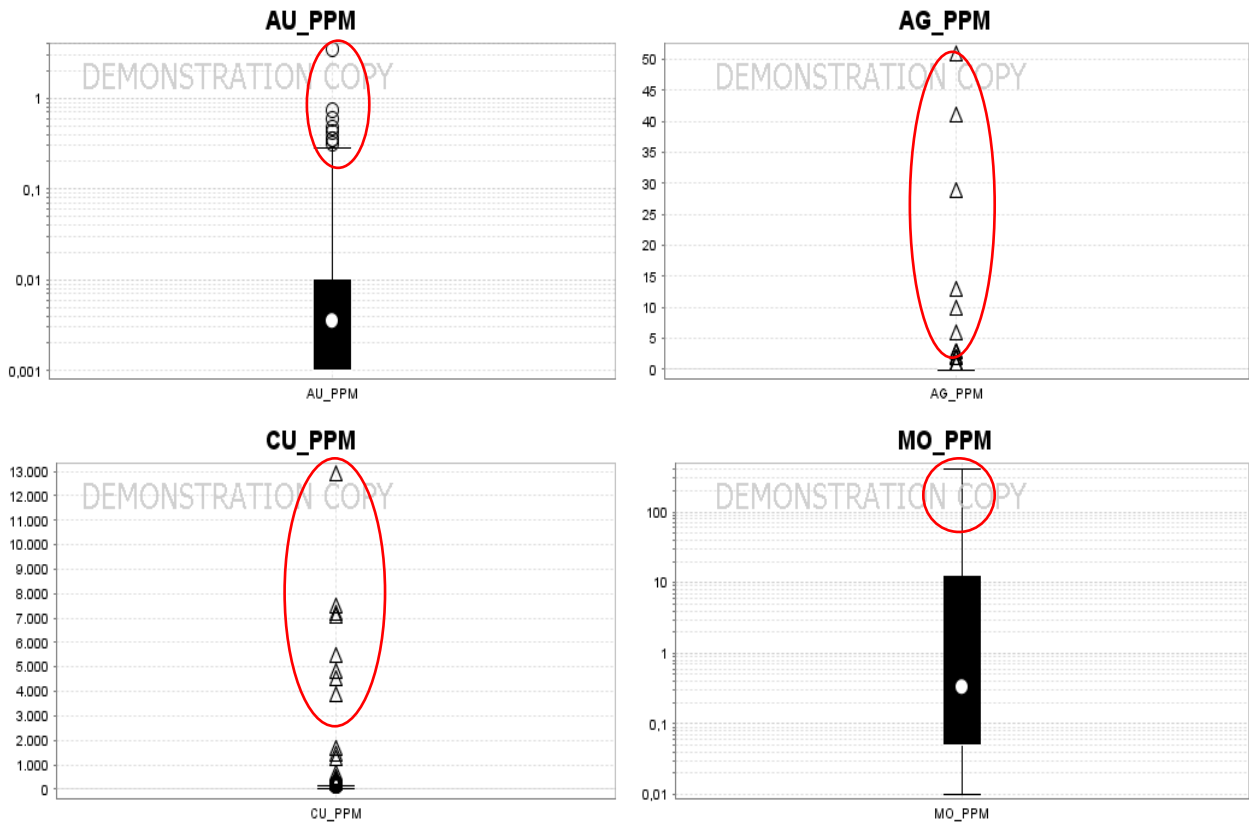 AU_PPM
DEMONSTRATION COPY
1
0,1
0,01
0,001
AU_PPM
AG_PPM
DEMONSTRATION COPY
50
45
40
35
30
25
20
15
10
5
0
AG_PPM
CU_PPM
DEMONSTRATION COPY
13.000
12.000
11.000
10.000
9.000
8.000
7.000
6.000
5.000
4.000
3.000
2.000
1.000
0
CU_PPM
MO_PPM
DEMONSTRATION COPY
100
10
1
0,1
0,01
MO_PPM